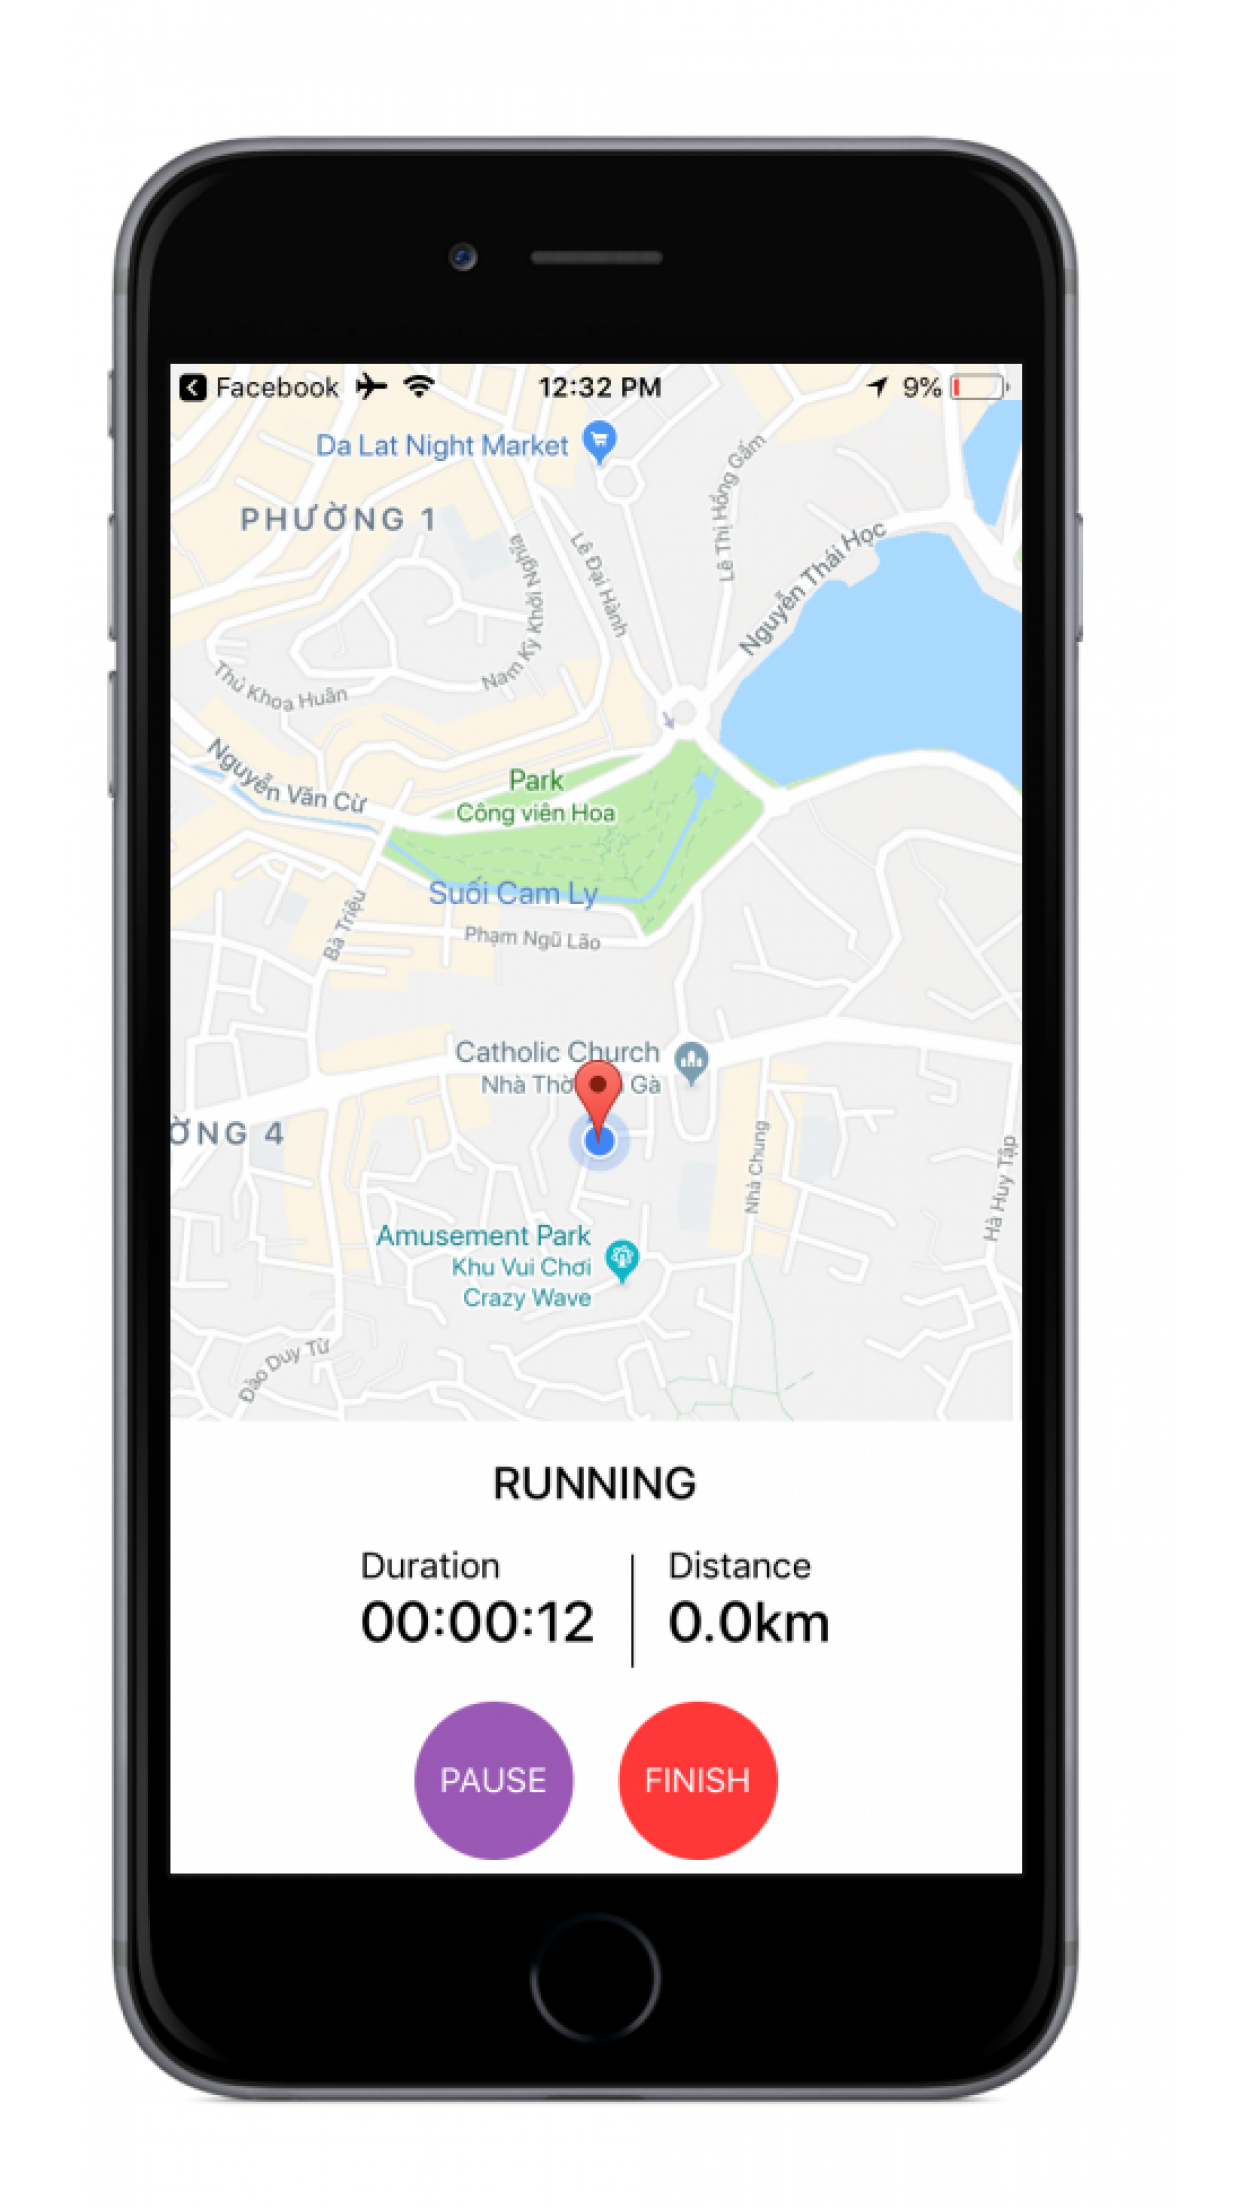 Facebook 12:32 PM 9%
Da Lat Night Market
PHƯỜNG 1
Lê Thị Hồng Gấm
Nguyễn Thái Học
Lê Đại Hành
Nam Kỳ Khởi Nghĩa
Thủ Khoa Huân
Nguyễn Văn Cừ
Park
Công viên Hoa
Suối Cam Ly
Bà Triệu
Phạm Ngũ Lão
Catholic Church
Nhà Thờ Gà
ỜNG 4
Nhà Chung
Hà Huy Tập
Amusement Park
Khu Vui Chơi
Crazy Wave
Đào Duy Từ
RUNNING
Duration Distance
00:00:12 0.0km
PAUSE FINISH